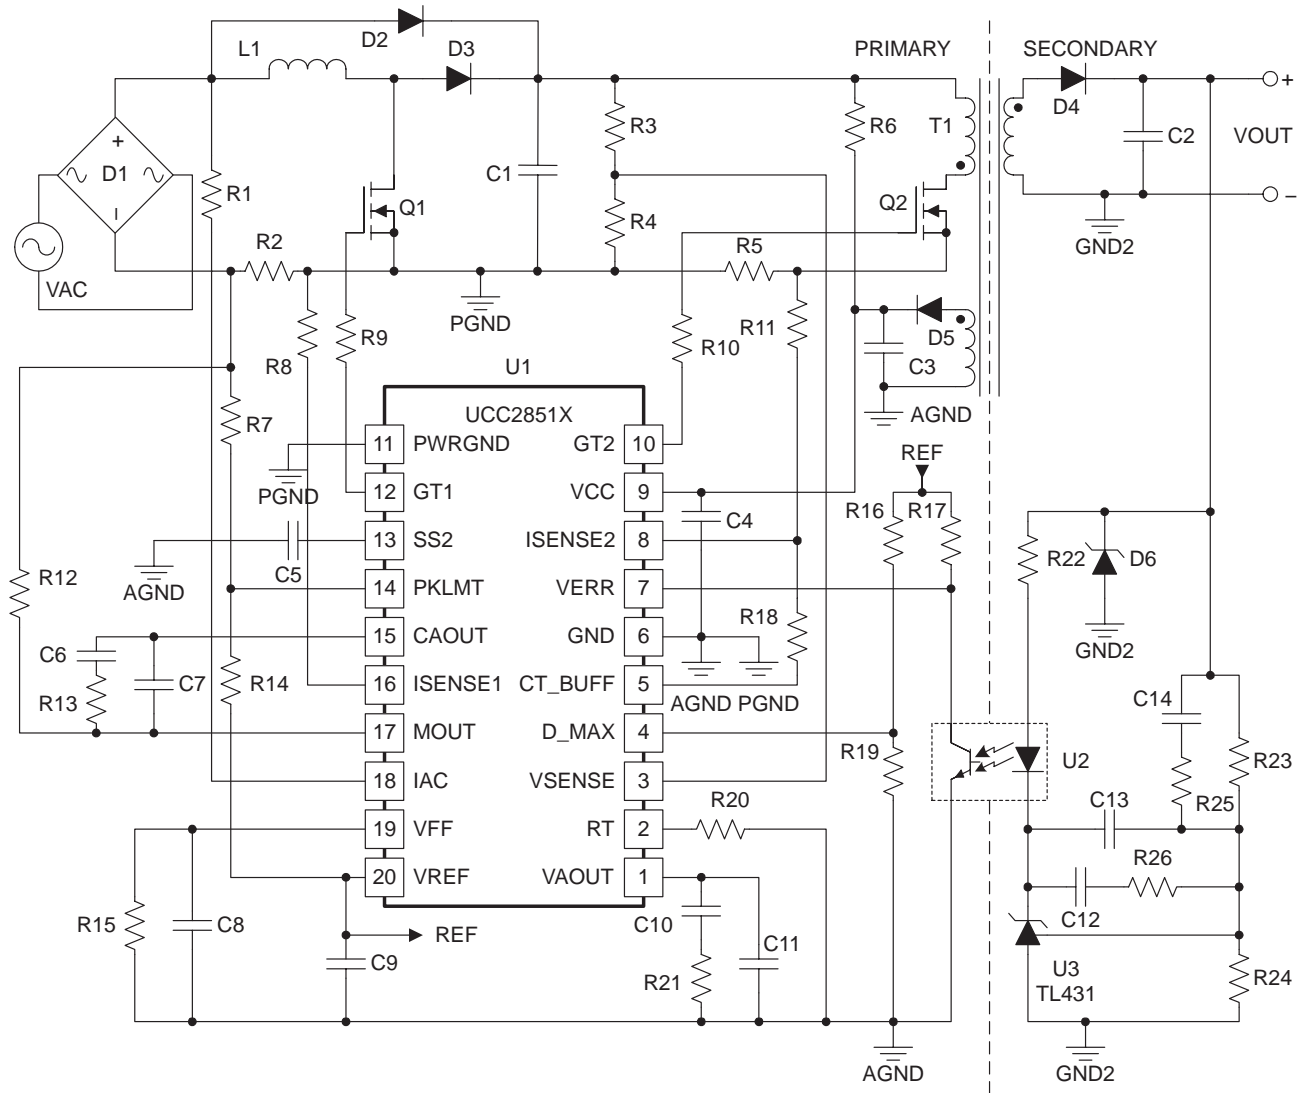 D2
L1
D3
PRIMARY
SECONDARY
+
D4
R3
R6
T1
C2
VOUT
+
D1
R1
C1
Q1
R4
Q2
−
−
R2
R5
GND2
VAC
PGND
R11
D5
R8
R9
R10
C3
U1
AGND
R7
UCC2851X
11
PWRGND
GT2
10
REF
PGND
12
GT1
VCC
9
R16
R17
C4
13
SS2
ISENSE2
8
R22
D6
C5
R12
AGND
14
PKLMT
VERR
7
R18
15
CAOUT
GND
6
GND2
C6
C7
R14
16
ISENSE1
CT_BUFF
5
AGND
PGND
R13
C14
17
MOUT
D_MAX
4
R19
U2
R23
18
IAC
VSENSE
3
R25
R20
C13
19
VFF
RT
2
R26
20
VREF
VAOUT
1
C12
R15
C8
C10
REF
C11
C9
U3
R21
TL431
R24
AGND
GND2